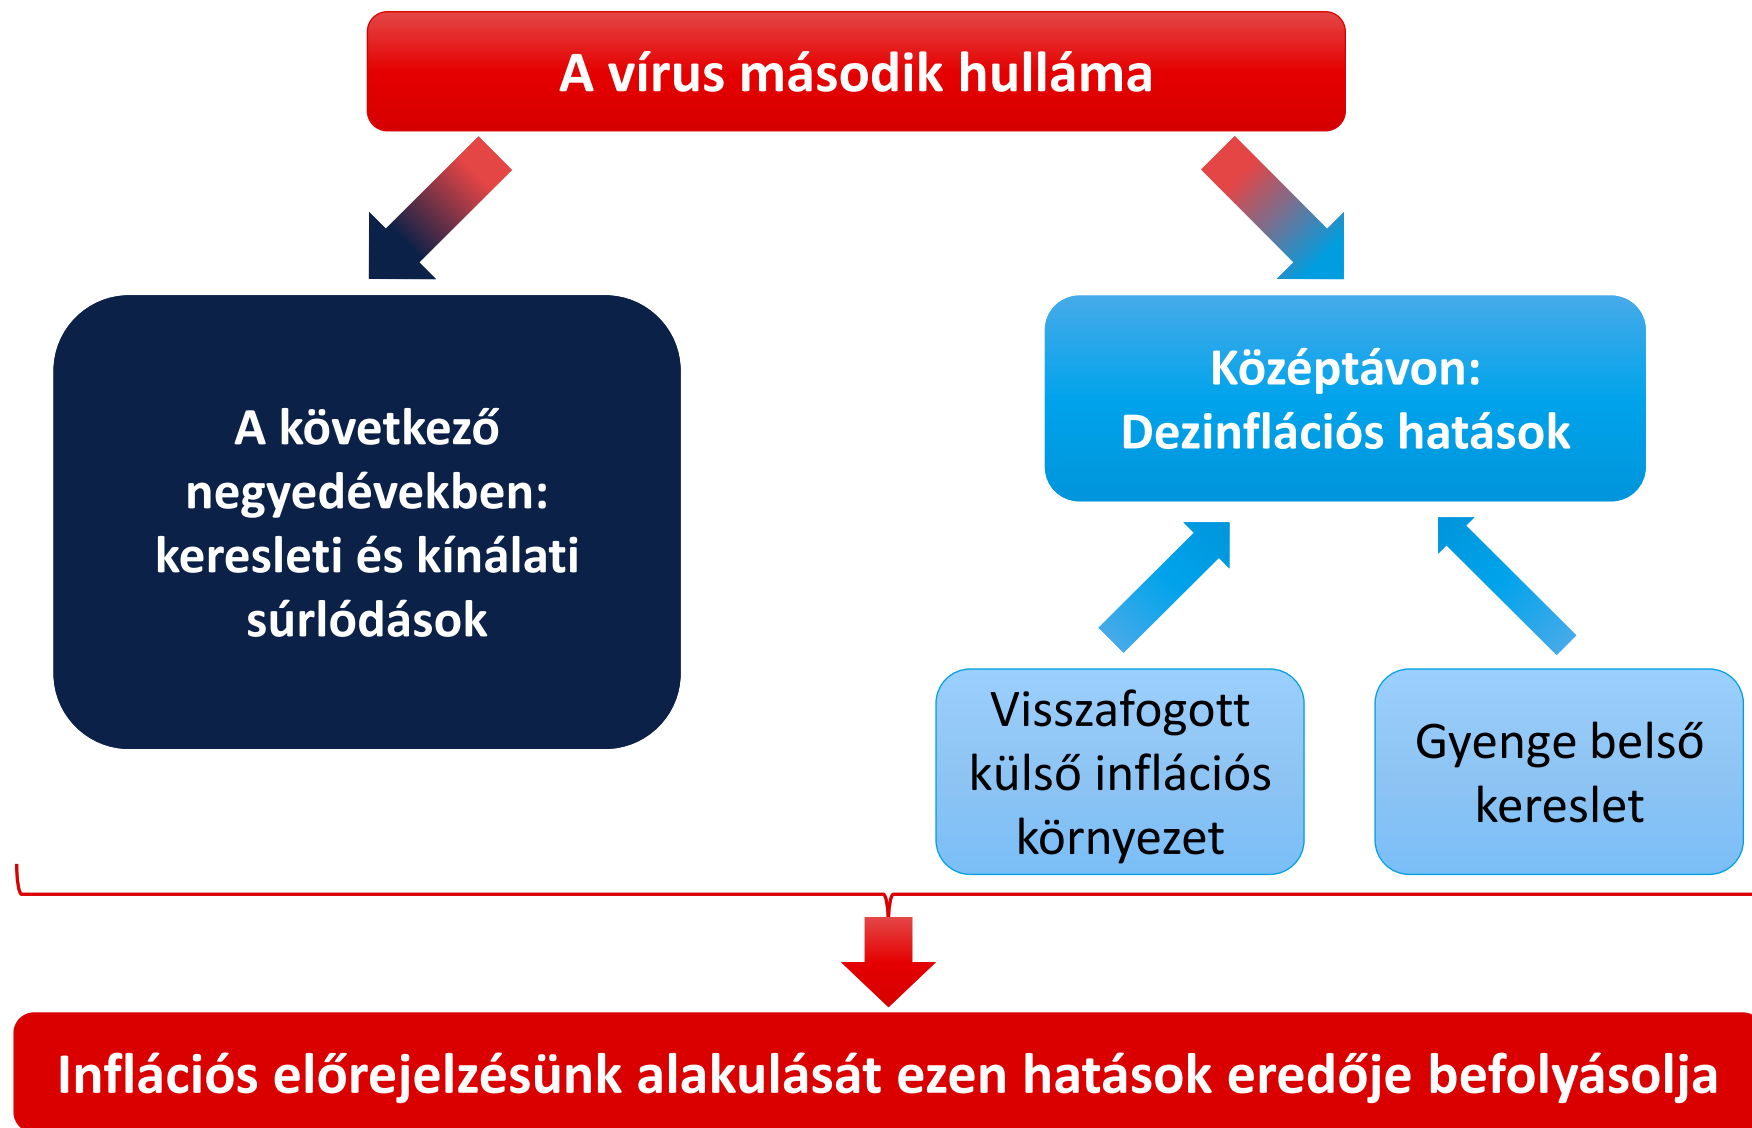 A vírus második hulláma
A következő
negyedévekben:
keresleti és kínálati
súrlódások
Középtávon:
Dezinflációs hatások
Visszafogott
külső inflációs
környezet
Gyenge belső
kereslet
Inflációs előrejelzésünk alakulását ezen hatások eredője befolyásolja